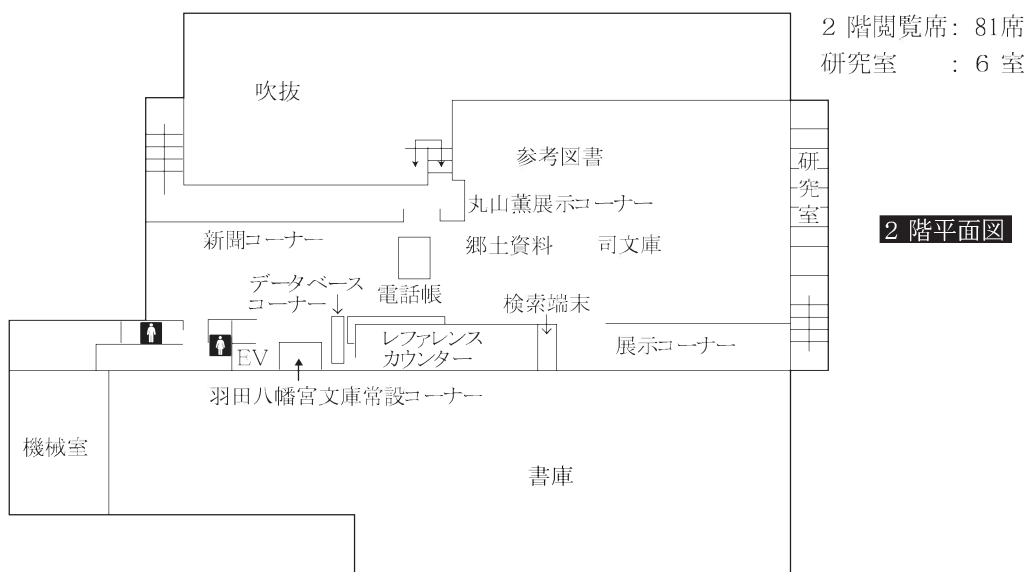 2 階閲覧席： 81席
研究室　　： 6 室
吹抜
参考図書
研究室
丸山薫展示コーナー
2 階平面図
新聞コーナー
郷土資料
司文庫
データベース
コーナー
電話帳
検索端末
レファレンス
カウンター
展示コーナー
EV
羽田八幡宮文庫常設コーナー
機械室
書庫